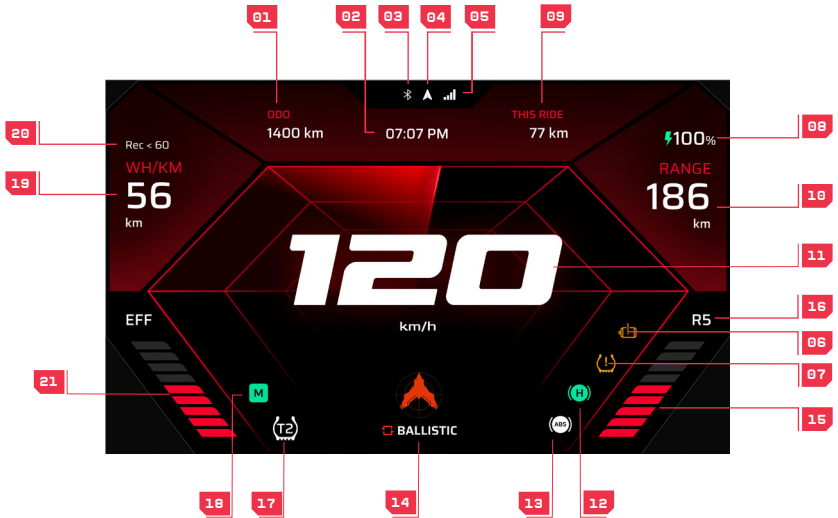 01
02
03
04
05
09
ODO
1400 km
07:07 PM
THIS RIDE
77 km
20
Rec < 60
100%
08
WH/KM
RANGE
19
56
186
10
km
km
120
11
km/h
EFF
R5
16
06
07
21
M
H
15
T2
BALLISTIC
ABS
18
17
14
13
12